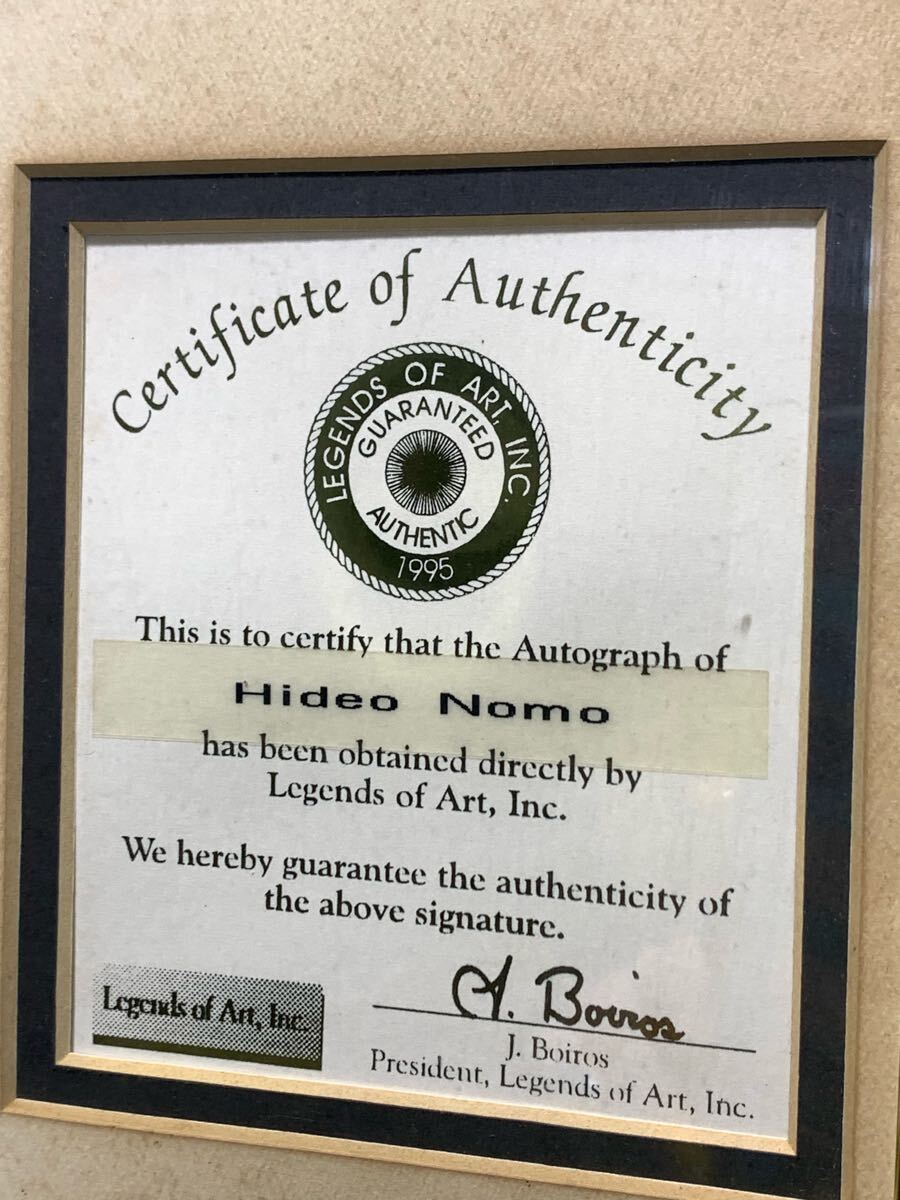 Certificate of Authenticity
LEGENDS OF ART, INC.
GUARANTEED
AUTHENTIC
1995
This is to certify that the Autograph of
Hideo Nomo
has been obtained directly by
Legends of Art, Inc.
We hereby guarantee the authenticity of
the above signature.
Legends of Art, Inc.
J. Boiros
J. Boiros
President, Legends of Art, Inc.